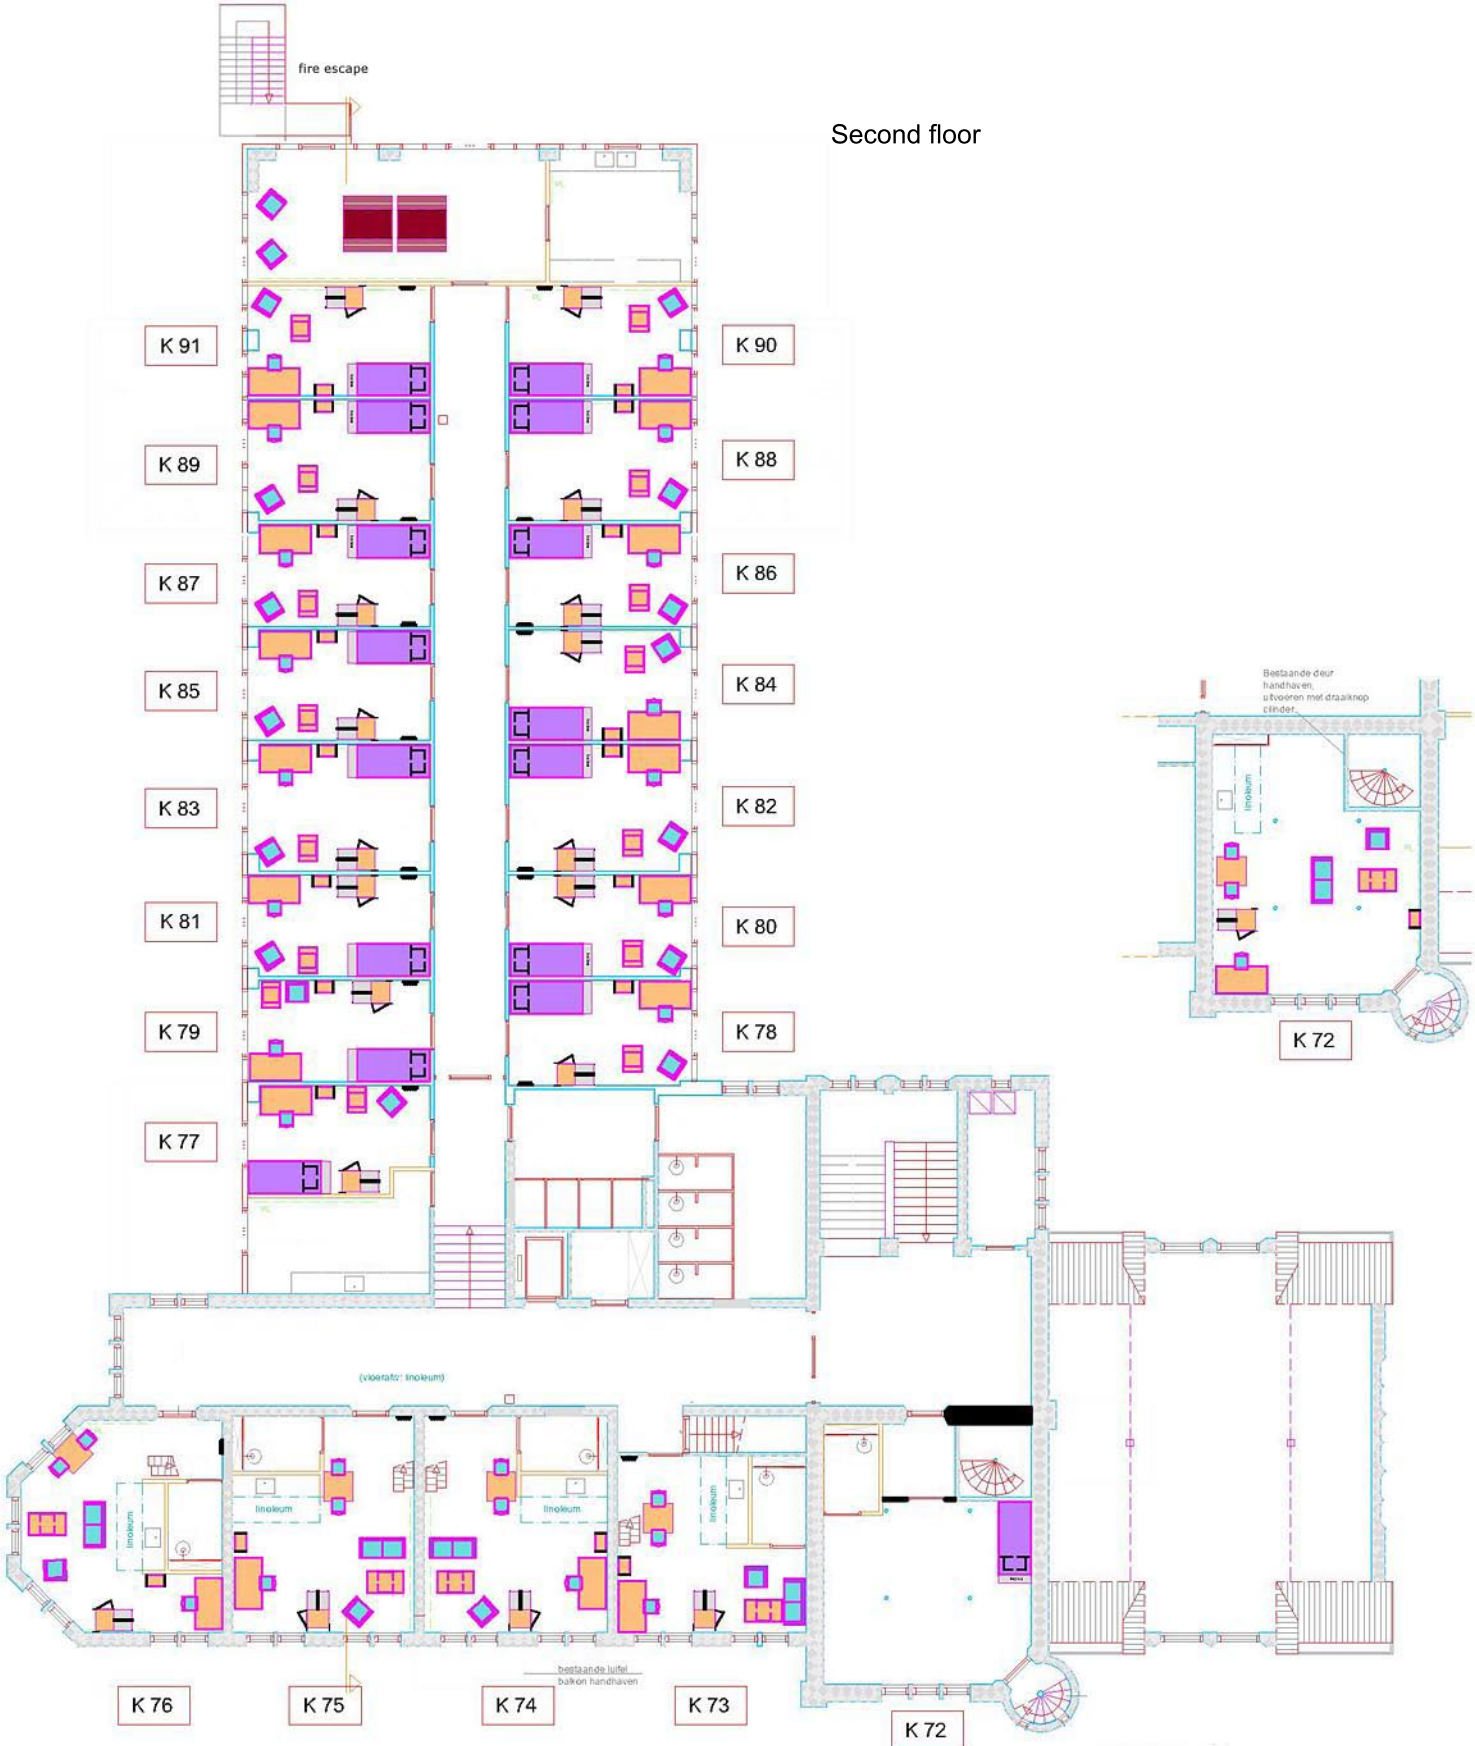 fire escape
Second floor
K 91
K 90
K 89
K 88
K 87
K 86
K 85
K 84
K 83
K 82
K 81
K 80
K 79
K 78
K 77
Bestaande deur
handhaven,
uitvoeren met draaiknop
cilinder.
linoleum
K 72
(vloerafw: linoleum)
linoleum
linoleum
linoleum
linoleum
bestaande luifel
balkon handhaven
K 76
K 75
K 74
K 73
K 72